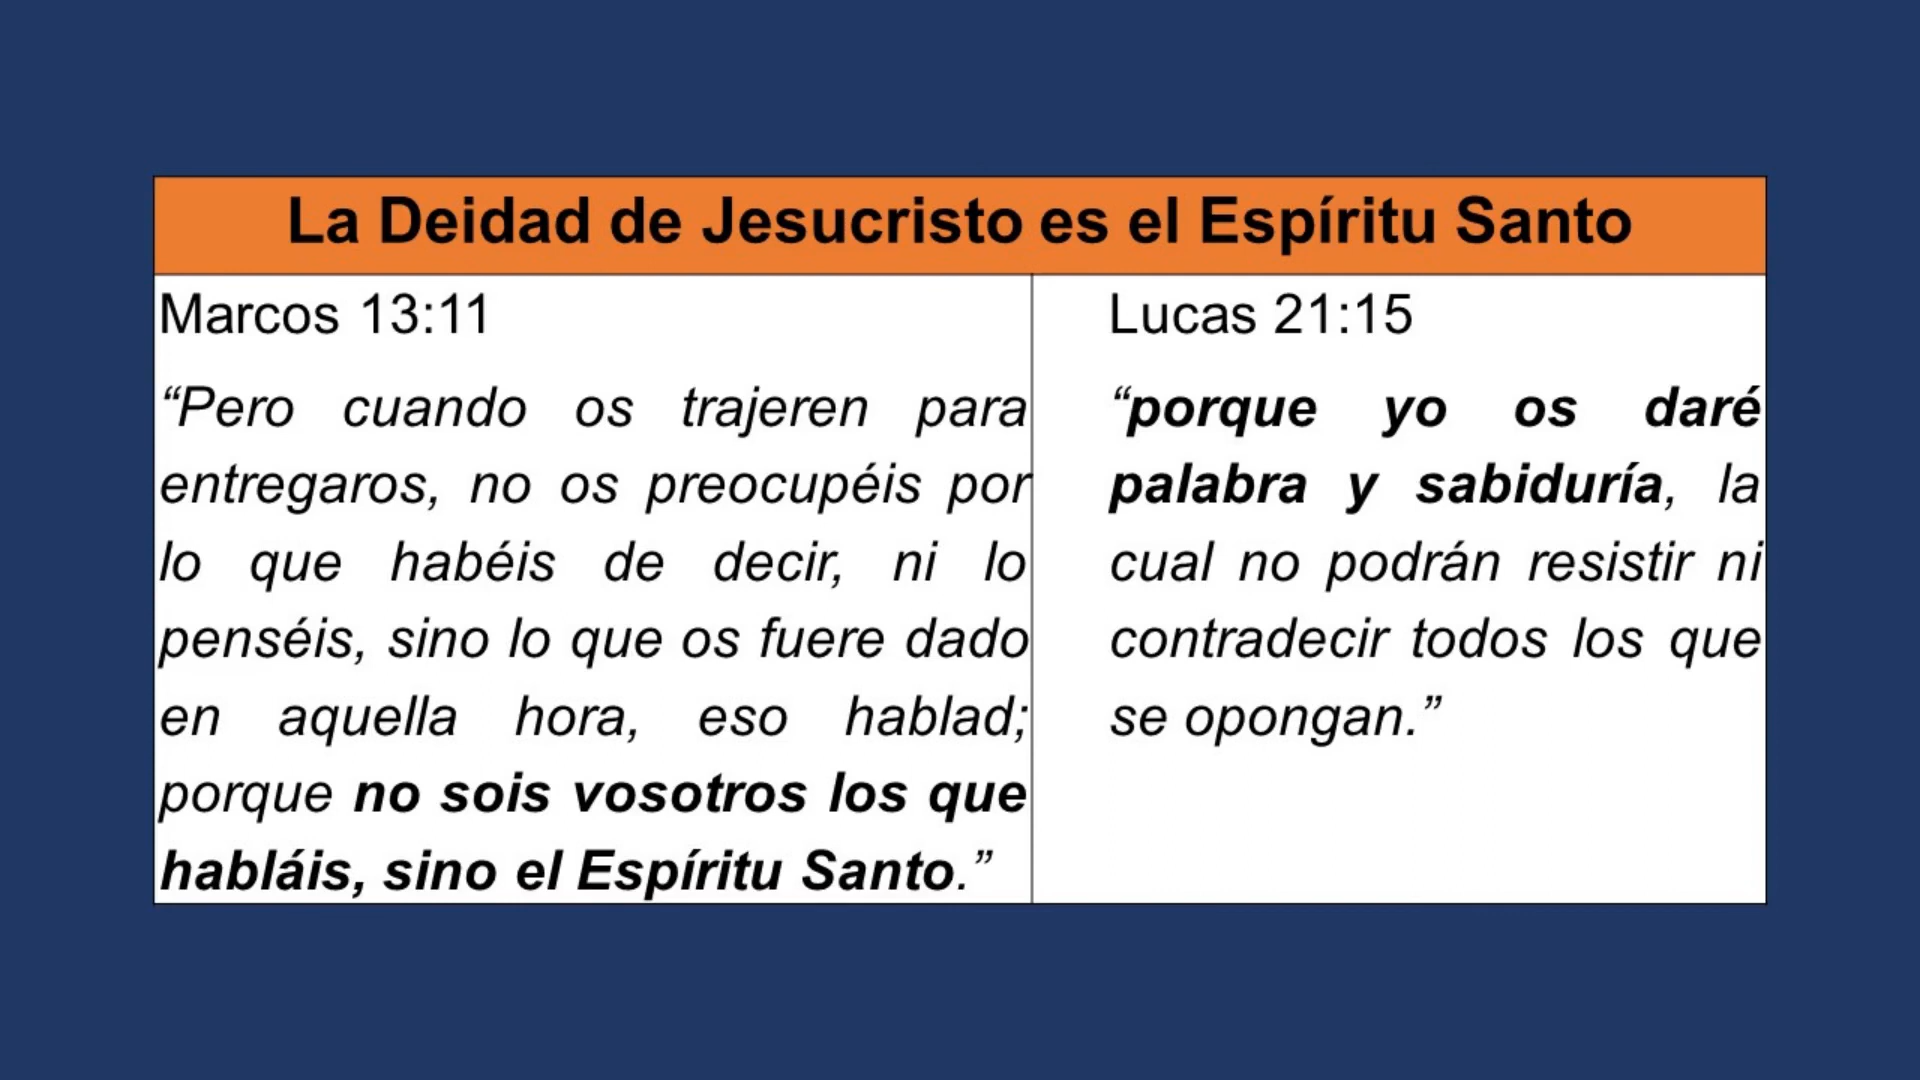 La Deidad de Jesucristo es el Espíritu Santo
Marcos 13:11
“Pero cuando os trajeren para
entregaros, no os preocupéis por
lo que habéis de decir, ni lo
penséis, sino lo que os fuere dado
en aquella hora, eso hablad;
porque no sois vosotros los que
habláis, sino el Espíritu Santo.”
Lucas 21:15
“porque yo os daré
palabra y sabiduría, la
cual no podrán resistir ni
contradecir todos los que
se opongan.”